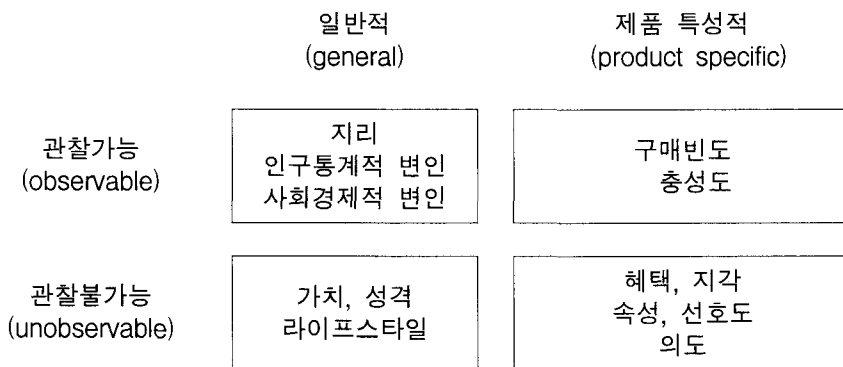 일반적
(general)
제품 특성적
(product specific)
관찰가능
(observable)
지리
인구통계적 변인
사회경제적 변인
구매빈도
충성도
관찰불가능
(unobservable)
가치, 성격
라이프스타일
혜택, 지각
속성, 선호도
의도